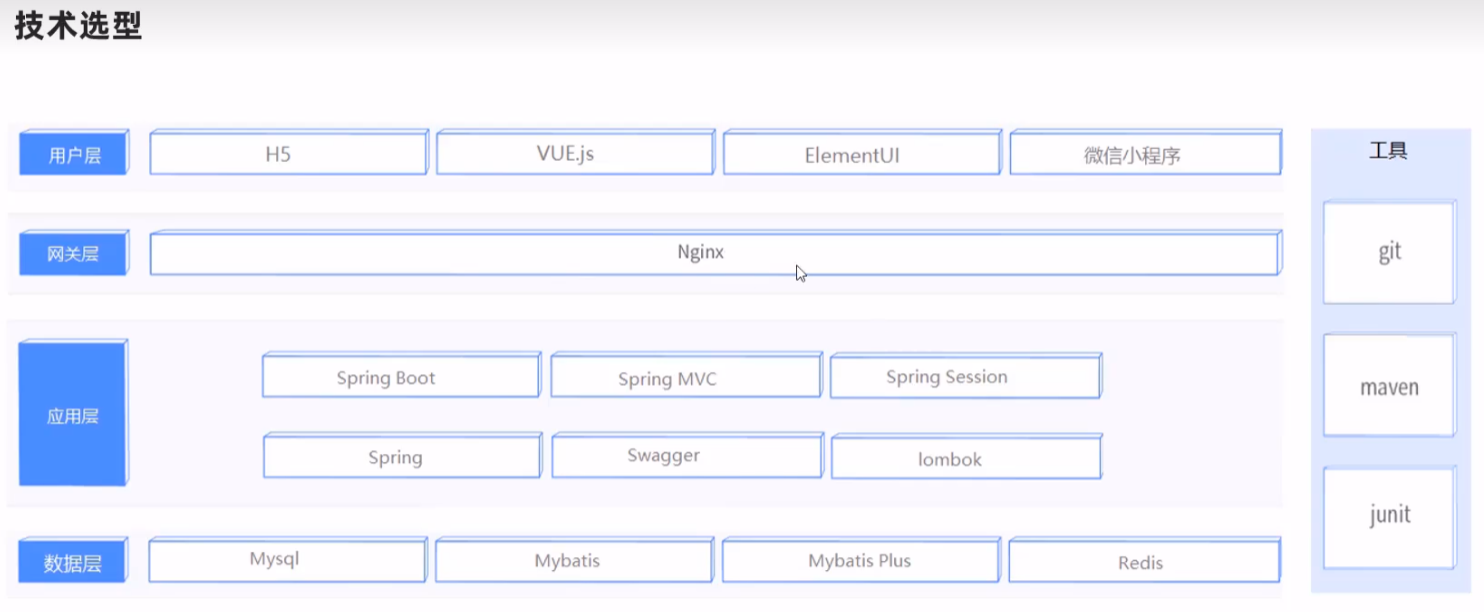 技术选型
用户层 H5 VUE.js ElementUI 微信小程序
网关层 Nginx
应用层
Spring Boot Spring MVC Spring Session
Spring Swagger lombok
数据层 Mysql Mybatis Mybatis Plus Redis
工具
git
maven
junit